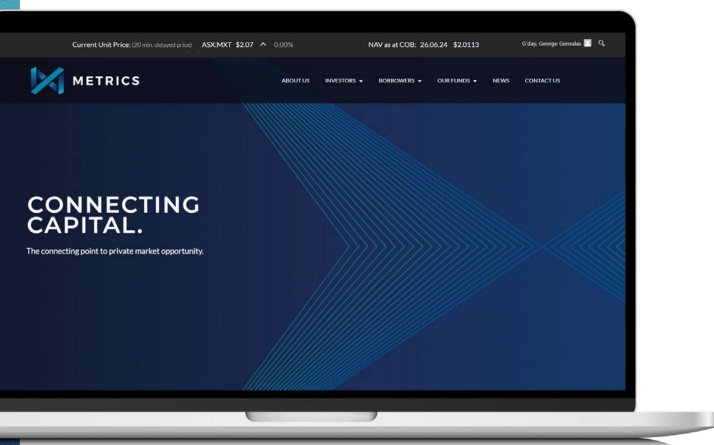 Current Unit Price: (20 min. delayed price) ASX:MXT $2.07 ^ 0.00% NAV as at COB: 26.06.24 $2.0113 G'day, George Geroulas
METRICS
ABOUT US INVESTORS BORROWERS OUR FUNDS NEWS CONTACT US
CONNECTING
CAPITAL.
The connecting point to private market opportunity.